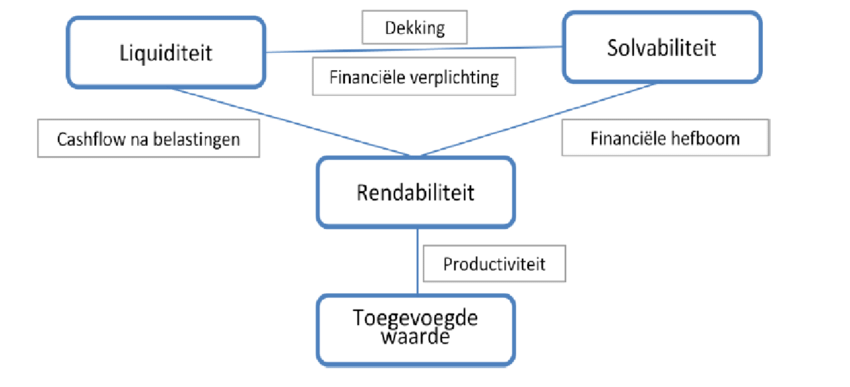 Dekking
Liquiditeit
Solvabiliteit
Financiële verplichting
Cashflow na belastingen
Financiële hefboom
Rendabiliteit
Productiviteit
Toegevoegde
waarde